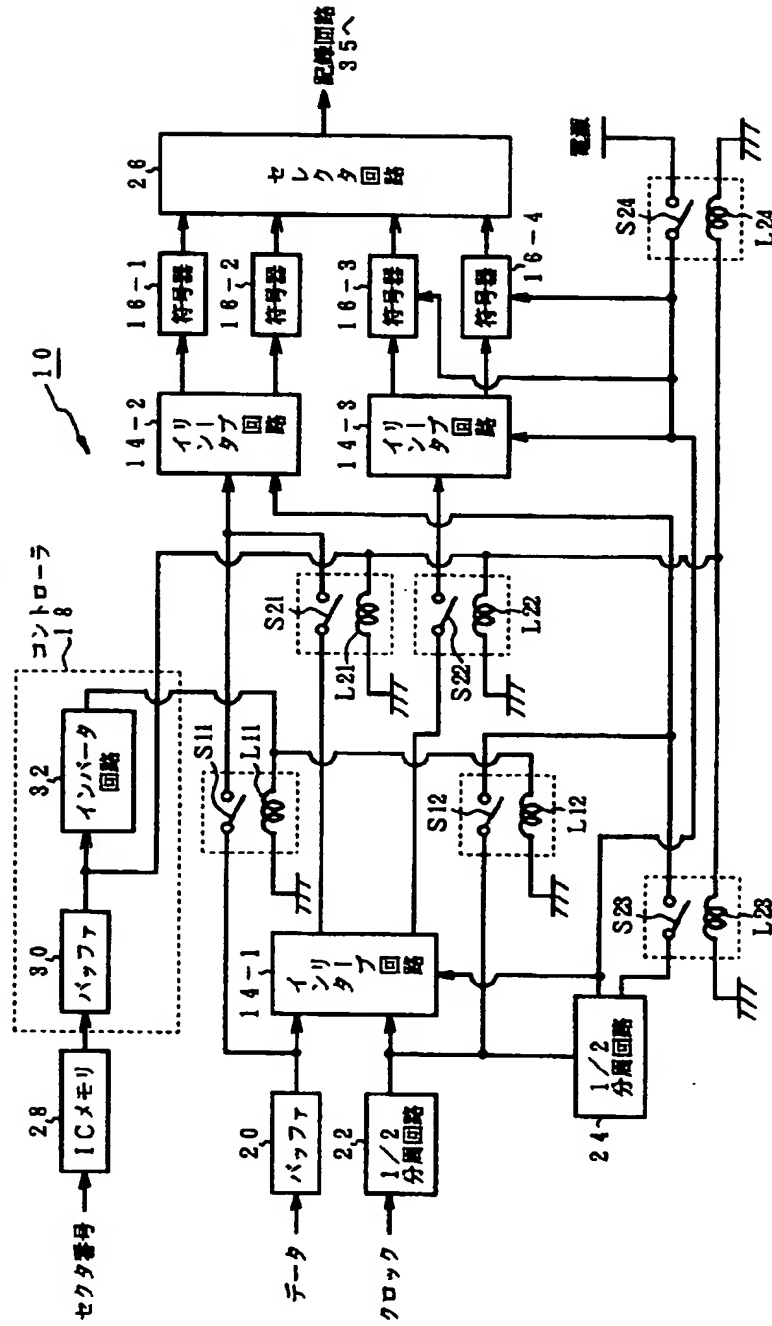 セクタ番号
28
ICメモリ
30
バッファ
32
インバータ
回路
コントローラ
18
10
データ
20
バッファ
クロック
22
1/2
分周回路
24
1/2
分周回路
14-1
インタ
リーブ
回路
S11
L11
S12
L12
S21
L21
S22
L22
S23
L23
14-2
インタ
リーブ
回路
14-3
インタ
リーブ
回路
16-1
符号器
16-2
符号器
16-3
符号器
16-4
符号器
26
セレクタ回路
記録回路
35へ
電源
S24
L24